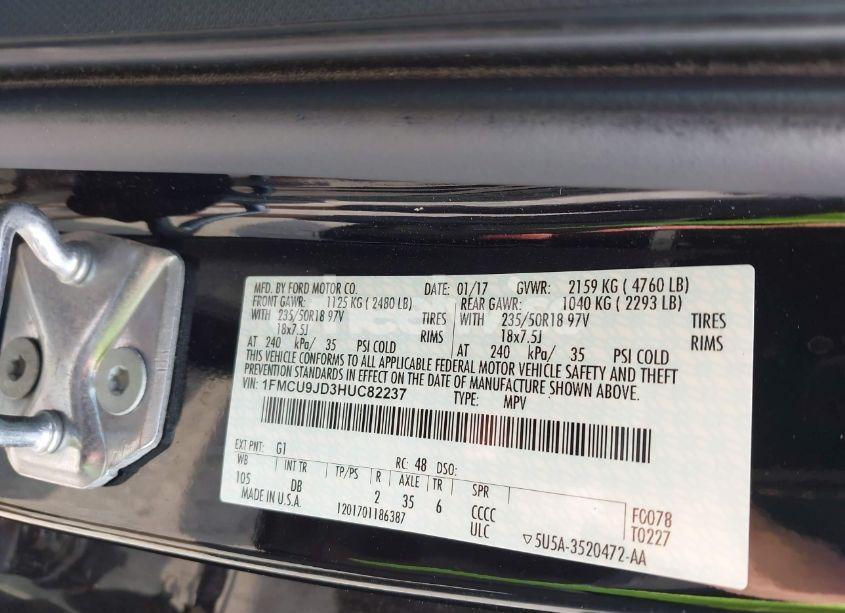 MFD. BY FORD MOTOR CO. DATE: 01/17 GVWR: 2159 KG ( 4760 LB)
FRONT GAWR: 1125 KG ( 2480 LB) REAR GAWR: 1040 KG ( 2293 LB)
WITH 235/50R18 97V TIRES WITH 235/50R18 97V TIRES
18x7.5J RIMS 18x7.5J RIMS
AT 240 kPa/ 35 PSI COLD AT 240 kPa/ 35 PSI COLD
THIS VEHICLE CONFORMS TO ALL APPLICABLE FEDERAL MOTOR VEHICLE SAFETY AND THEFT
PREVENTION STANDARDS IN EFFECT ON THE DATE OF MANUFACTURE SHOWN ABOVE.
VIN: 1FMCU9JD3HUC82237 TYPE: MPV
EXT PNT: G1 RC: 48 DSO:
WB INT TR TP/PS R AXLE TR SPR
105 DB 2 35 6 CCCC F0078
MADE IN U.S.A. 1201701186387 ULC T0227
▽5U5A-3520472-AA